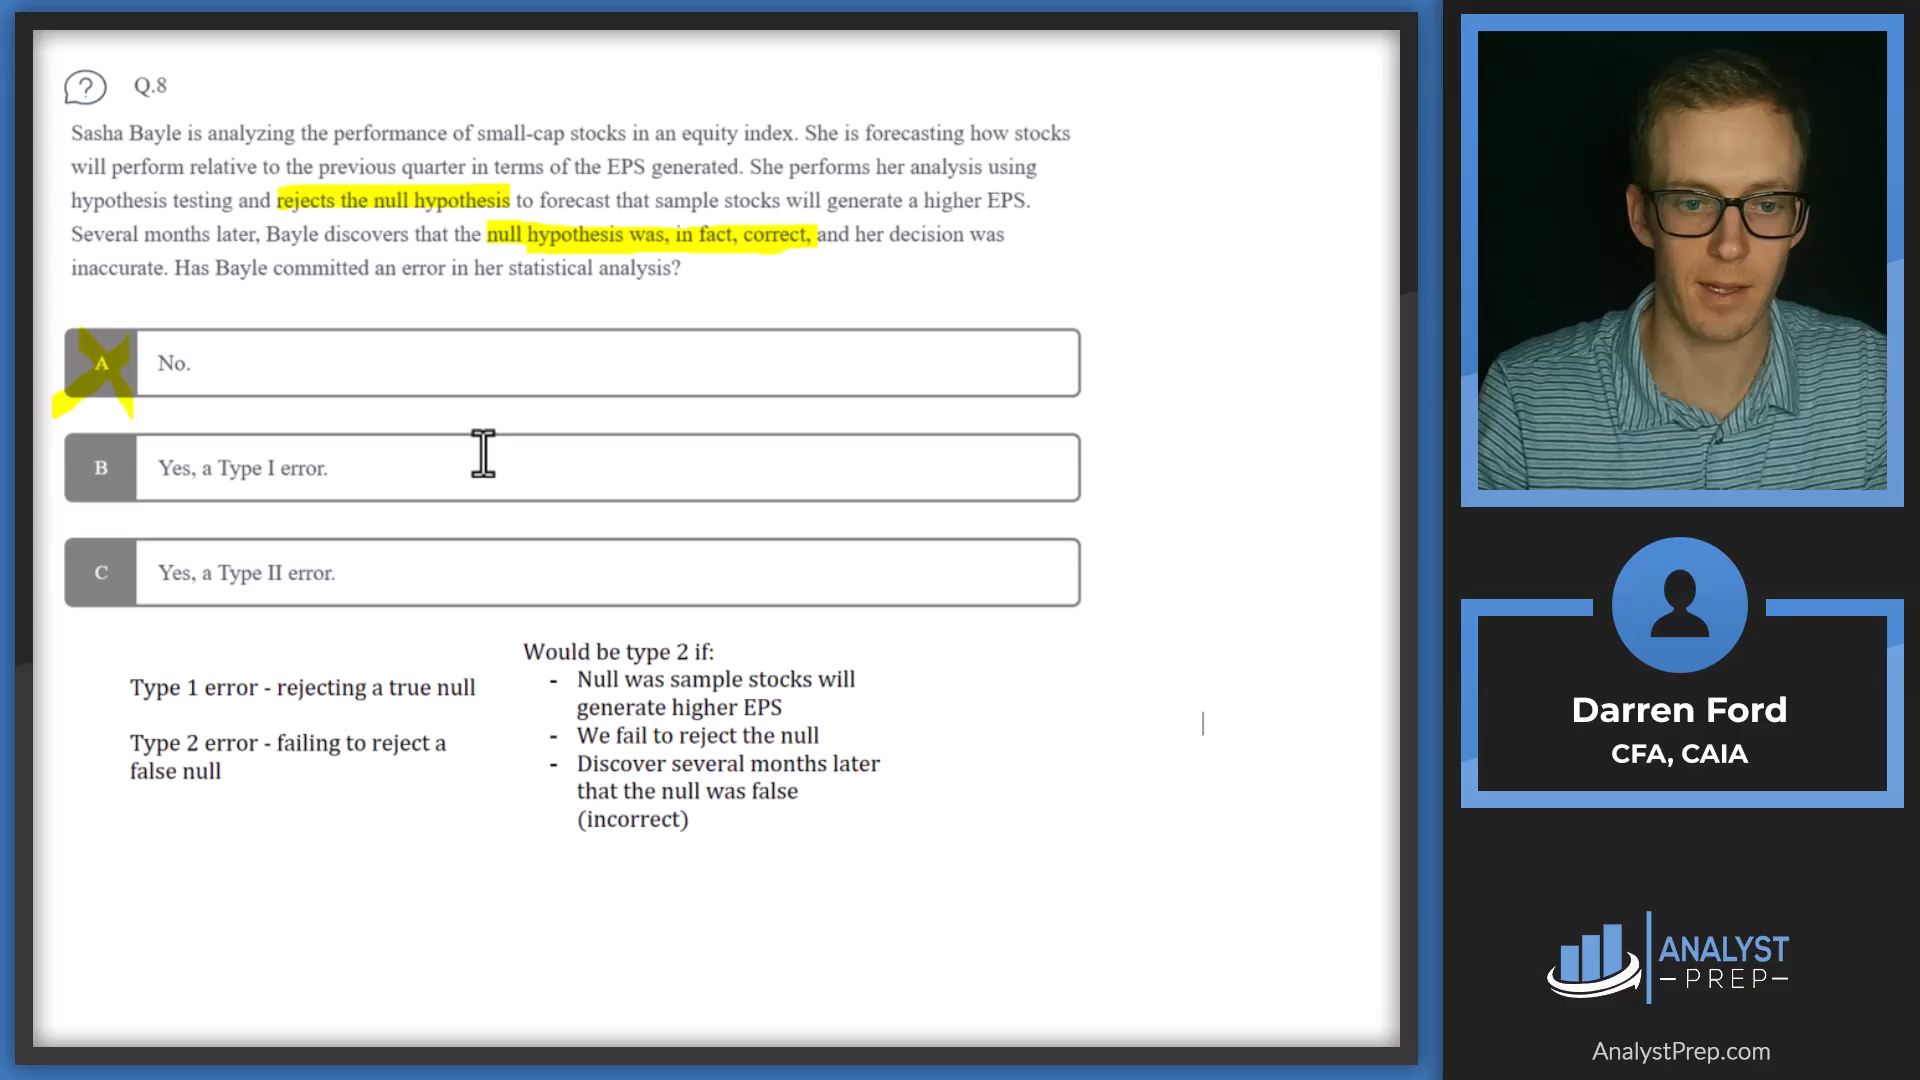 ? Q.8
Sasha Bayle is analyzing the performance of small-cap stocks in an equity index. She is forecasting how stocks
will perform relative to the previous quarter in terms of the EPS generated. She performs her analysis using
hypothesis testing and rejects the null hypothesis to forecast that sample stocks will generate a higher EPS.
Several months later, Bayle discovers that the null hypothesis was, in fact, correct, and her decision was
inaccurate. Has Bayle committed an error in her statistical analysis?
A No.
B Yes, a Type I error.
C Yes, a Type II error.
Type 1 error - rejecting a true null
Type 2 error - failing to reject a
false null
Would be type 2 if:
- Null was sample stocks will
generate higher EPS
- We fail to reject the null
- Discover several months later
that the null was false
(incorrect)
Darren Ford
CFA, CAIA
ANALYST
PREP
AnalystPrep.com